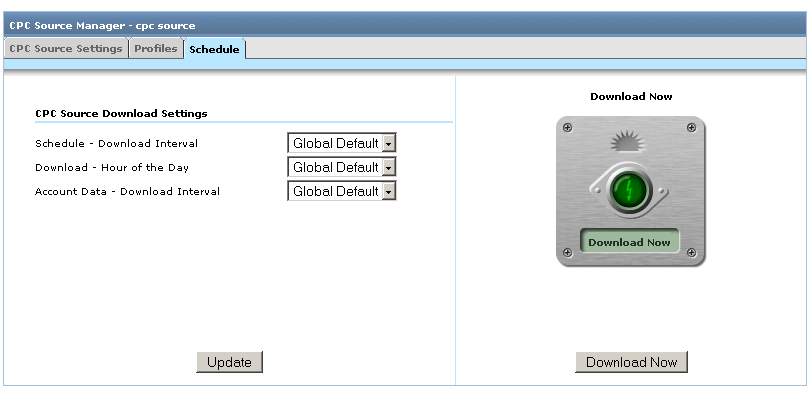 CPC Source Manager - cpc source
CPC Source Settings
Profiles
Schedule
CPC Source Download Settings
Schedule - Download Interval
Global Default
Download - Hour of the Day
Global Default
Account Data - Download Interval
Global Default
Update
Download Now
Download Now
Download Now